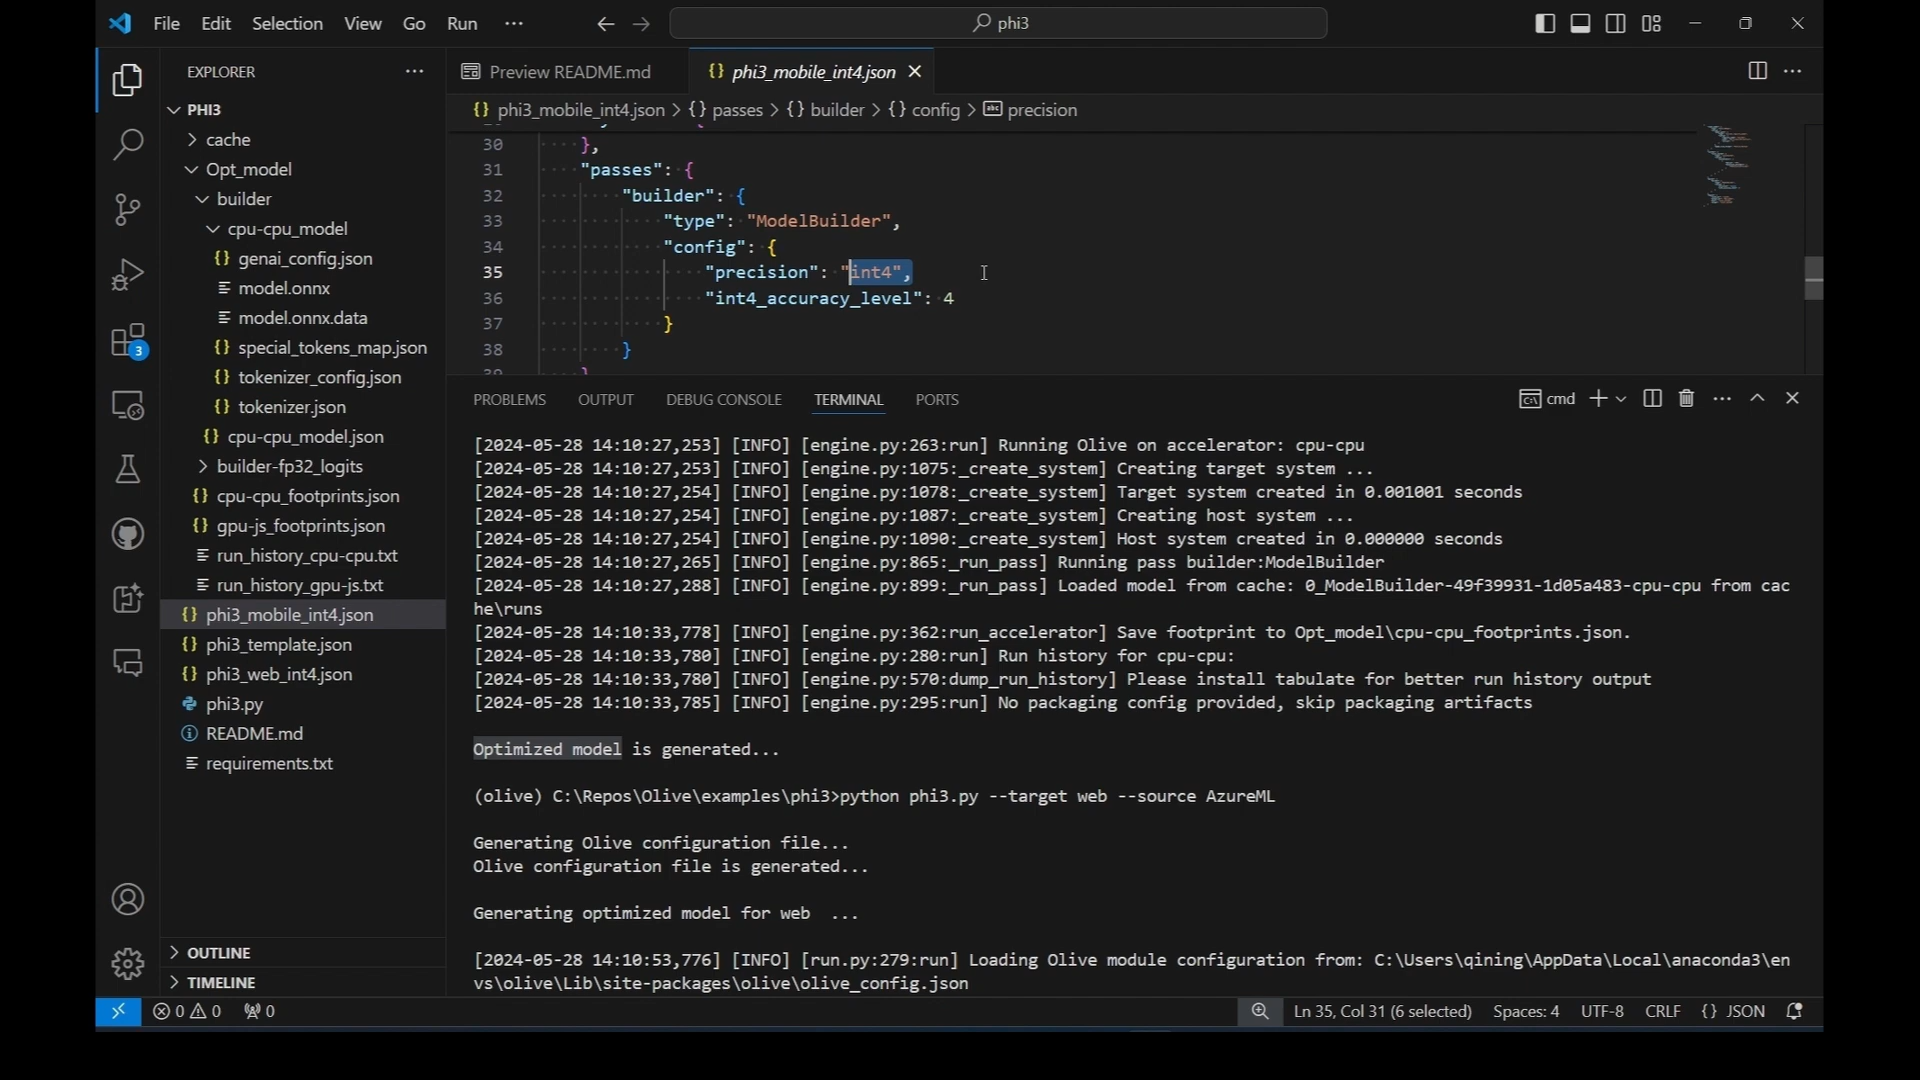 File Edit Selection View Go Run ··· phi3
EXPLORER
PHI3
cache
Opt_model
builder
cpu-cpu_model
genai_config.json
model.onnx
model.onnx.data
special_tokens_map.json
tokenizer_config.json
tokenizer.json
cpu-cpu_model.json
builder-fp32_logits
cpu-cpu_footprints.json
gpu-js_footprints.json
run_history_cpu-cpu.txt
run_history_gpu-js.txt
phi3_mobile_int4.json
phi3_template.json
phi3_web_int4.json
phi3.py
README.md
requirements.txt
OUTLINE
TIMELINE
3
Preview README.md phi3_mobile_int4.json
phi3_mobile_int4.json > {} passes > {} builder > {} config > precision
30 },
31 "passes": {
32 "builder": {
33 "type": "ModelBuilder",
34 "config": {
35 "precision": "int4",
36 "int4_accuracy_level": 4
37 }
38 }
39 }
PROBLEMS OUTPUT DEBUG CONSOLE TERMINAL PORTS cmd
[2024-05-28 14:10:27,253] [INFO] [engine.py:263:run] Running Olive on accelerator: cpu-cpu
[2024-05-28 14:10:27,253] [INFO] [engine.py:1075:_create_system] Creating target system ...
[2024-05-28 14:10:27,254] [INFO] [engine.py:1078:_create_system] Target system created in 0.001001 seconds
[2024-05-28 14:10:27,254] [INFO] [engine.py:1087:_create_system] Creating host system ...
[2024-05-28 14:10:27,254] [INFO] [engine.py:1090:_create_system] Host system created in 0.000000 seconds
[2024-05-28 14:10:27,265] [INFO] [engine.py:865:_run_pass] Running pass builder:ModelBuilder
[2024-05-28 14:10:27,288] [INFO] [engine.py:899:_run_pass] Loaded model from cache: 0_ModelBuilder-49f39931-1d05a483-cpu-cpu from cac
he\runs
[2024-05-28 14:10:33,778] [INFO] [engine.py:362:run_accelerator] Save footprint to Opt_model\cpu-cpu_footprints.json.
[2024-05-28 14:10:33,780] [INFO] [engine.py:280:run] Run history for cpu-cpu:
[2024-05-28 14:10:33,780] [INFO] [engine.py:570:dump_run_history] Please install tabulate for better run history output
[2024-05-28 14:10:33,785] [INFO] [engine.py:295:run] No packaging config provided, skip packaging artifacts
Optimized model is generated...
(olive) C:\Repos\Olive\examples\phi3>python phi3.py --target web --source AzureML
Generating Olive configuration file...
Olive configuration file is generated...
Generating optimized model for web  ...
[2024-05-28 14:10:53,776] [INFO] [run.py:279:run] Loading Olive module configuration from: C:\Users\qining\AppData\Local\anaconda3\en
vs\olive\Lib\site-packages\olive\olive_config.json
0 0 0 Ln 35, Col 31 (6 selected) Spaces: 4 UTF-8 CRLF {} JSON